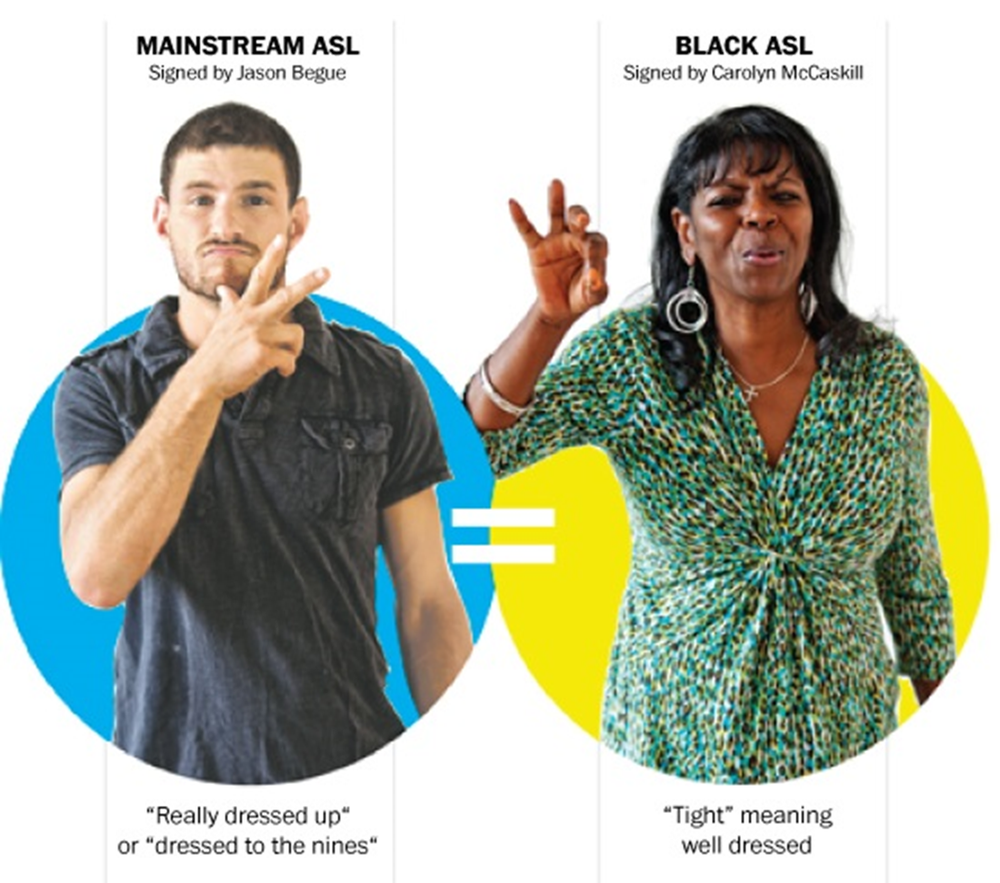 MAINSTREAM ASL
Signed by Jason Begue
BLACK ASL
Signed by Carolyn McCaskill
“Really dressed up“
or “dressed to the nines“
“Tight” meaning
well dressed